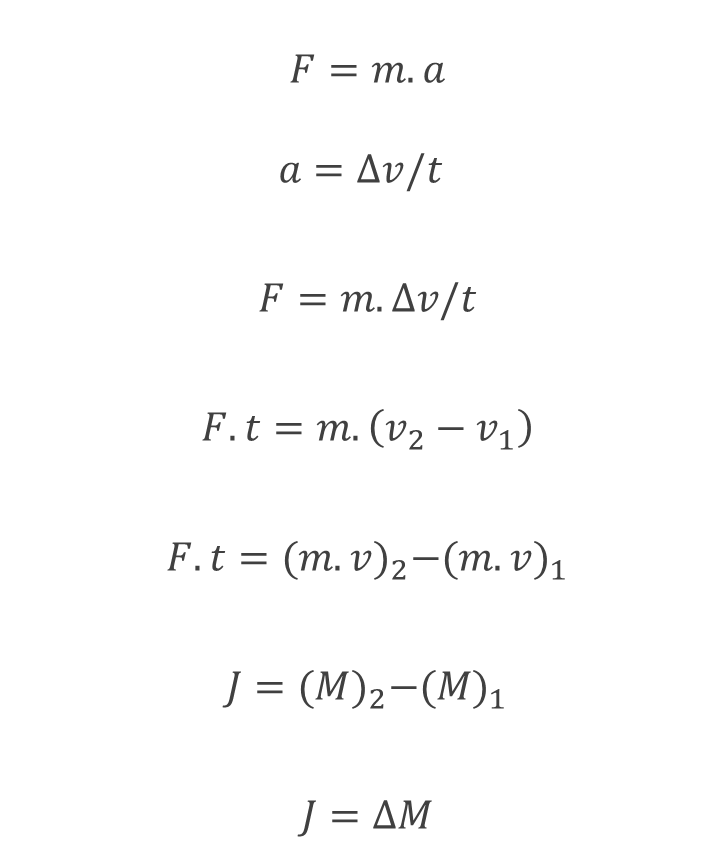 F = m. a
a = Δv/t
F = m. Δv/t
F. t = m. (v₂ − v₁)
F. t = (m. v)₂−(m. v)₁
J = (M)₂−(M)₁
J = ΔM